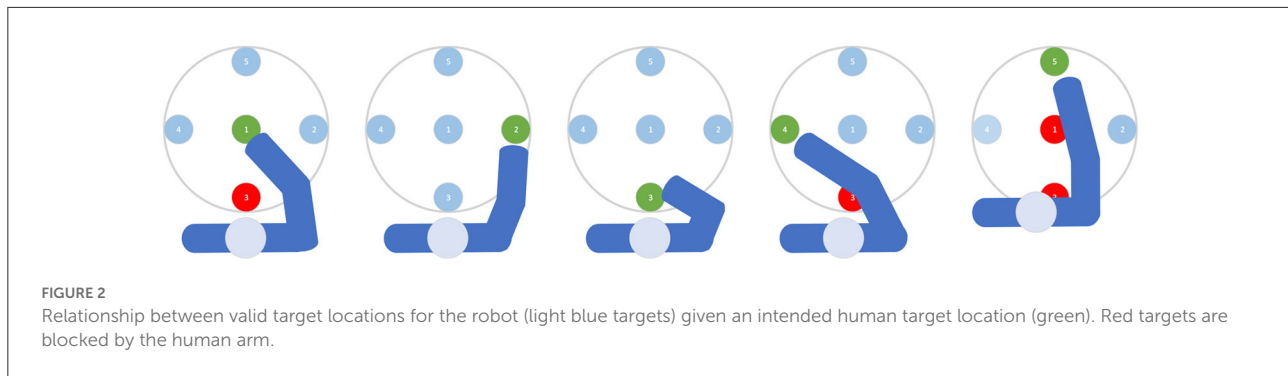 5 5 5 5 5
4 1 2 4 1 2 4 1 2 4 1 2 4 1 2
3 3 3 3
FIGURE 2
Relationship between valid target locations for the robot (light blue targets) given an intended human target location (green). Red targets are
blocked by the human arm.